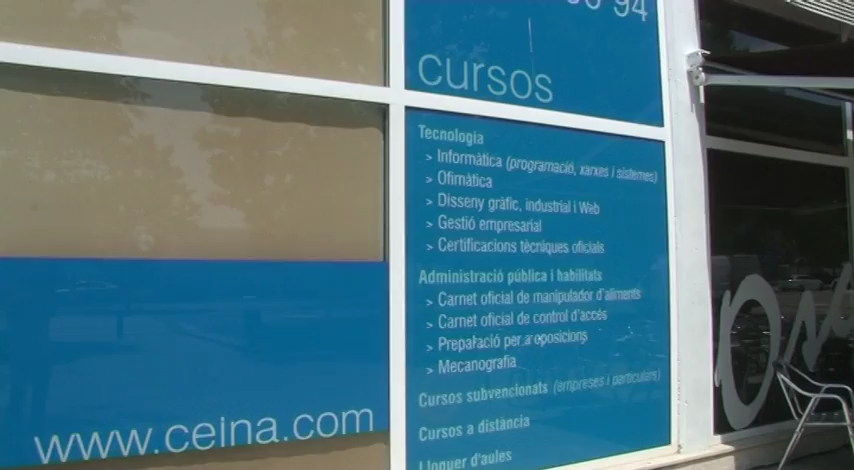 94
cursos
Tecnologia
> Informàtica (programació, xarxes i sistemes)
> Ofimàtica
> Disseny gràfic, industrial i Web
> Gestió empresarial
> Certificacions tècniques oficials
Administració pública i habilitats
> Carnet oficial de manipulador d'aliments
> Carnet oficial de control d'accés
> Preparació per a oposicions
> Mecanografia
Cursos subvencionats (empreses i particulars)
Cursos a distància
Lloguer d'aules
www.ceina.com